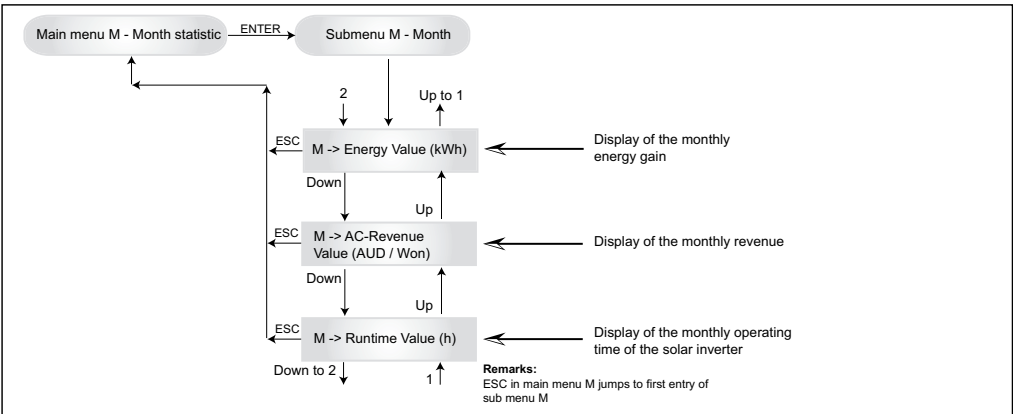 Main menu M - Month statistic
ENTER
Submenu M - Month
2
Up to 1
ESC
M -> Energy Value (kWh)
Display of the monthly
energy gain
Down
Up
ESC
M -> AC-Revenue
Value (AUD / Won)
Display of the monthly revenue
Down
Up
ESC
M -> Runtime Value (h)
Display of the monthly operating
time of the solar inverter
Down to 2
1
Remarks:
ESC in main menu M jumps to first entry of
sub menu M